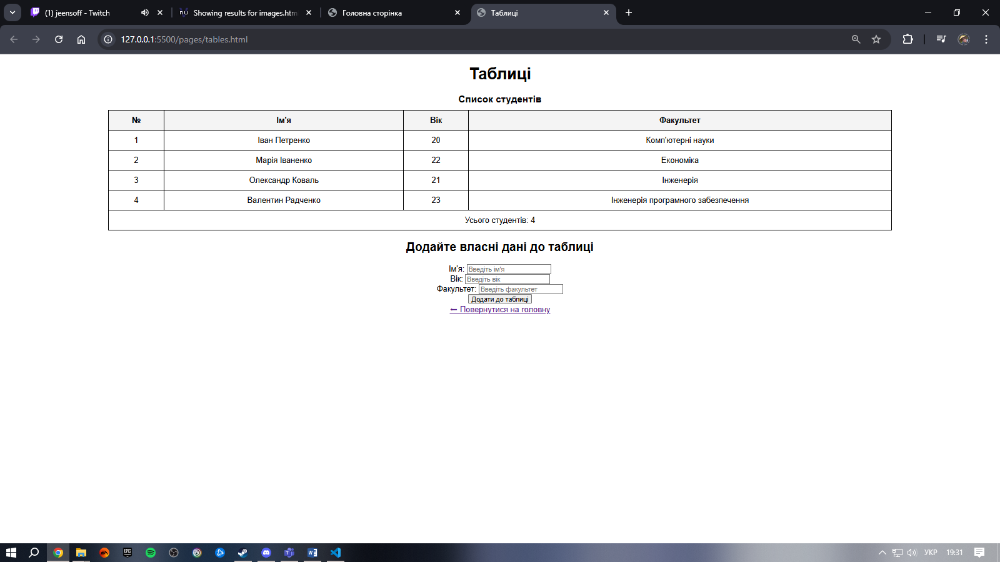 (1) jeensoff - Twitch
Showing results for images.htm
Головна сторінка
Таблиці
127.0.0.1:5500/pages/tables.html
Таблиці
Список студентів
№ Ім'я Вік Факультет
1 Іван Петренко 20 Комп'ютерні науки
2 Марія Іваненко 22 Економіка
3 Олександр Коваль 21 Інженерія
4 Валентин Радченко 23 Інженерія програмного забезпечення
Усього студентів: 4
Додайте власні дані до таблиці
Ім'я: Введіть ім'я
Вік: Введіть вік
Факультет: Введіть факультет
Додати до таблиці
← Повернутися на головну
EPIC
УКР 19:31